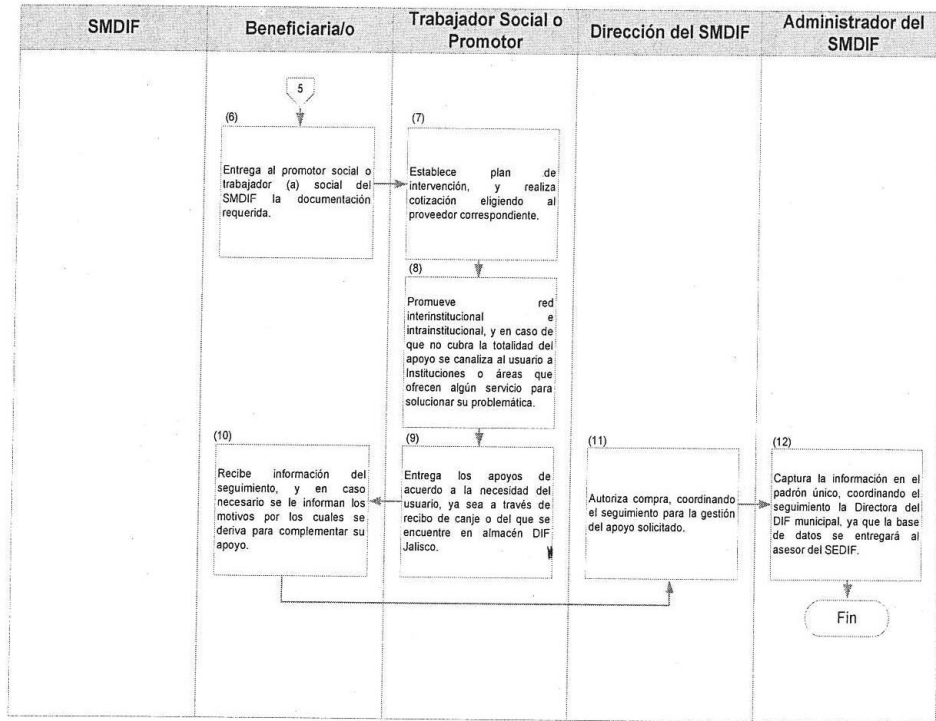 SMDIF
Beneficiaria/o
Trabajador Social o
Promotor
Dirección del SMDIF
Administrador del
SMDIF
5
(6)
Entrega al promotor social o
trabajador (a) social del
SMDIF la documentación
requerida.
(7)
Establece plan de
intervención, y realiza
cotización eligiendo al
proveedor correspondiente.
(8)
Promueve red
interinstitucional e
intrainstitucional, y en caso de
que no cubra la totalidad del
apoyo se canaliza al usuario a
Instituciones o áreas que
ofrecen algún servicio para
solucionar su problemática.
(9)
Entrega los apoyos de
acuerdo a la necesidad del
usuario, ya sea a través de
recibo de canje o del que se
encuentre en almacén DIF
Jalisco.
(10)
Recibe información del
seguimiento, y en caso
necesario se le informan los
motivos por los cuales se
deriva para complementar su
apoyo.
(11)
Autoriza compra, coordinando
el seguimiento para la gestión
del apoyo solicitado.
(12)
Captura la información en el
padrón único, coordinando el
seguimiento la Directora del
DIF municipal, ya que la base
de datos se entregará al
asesor del SEDIF.
Fin